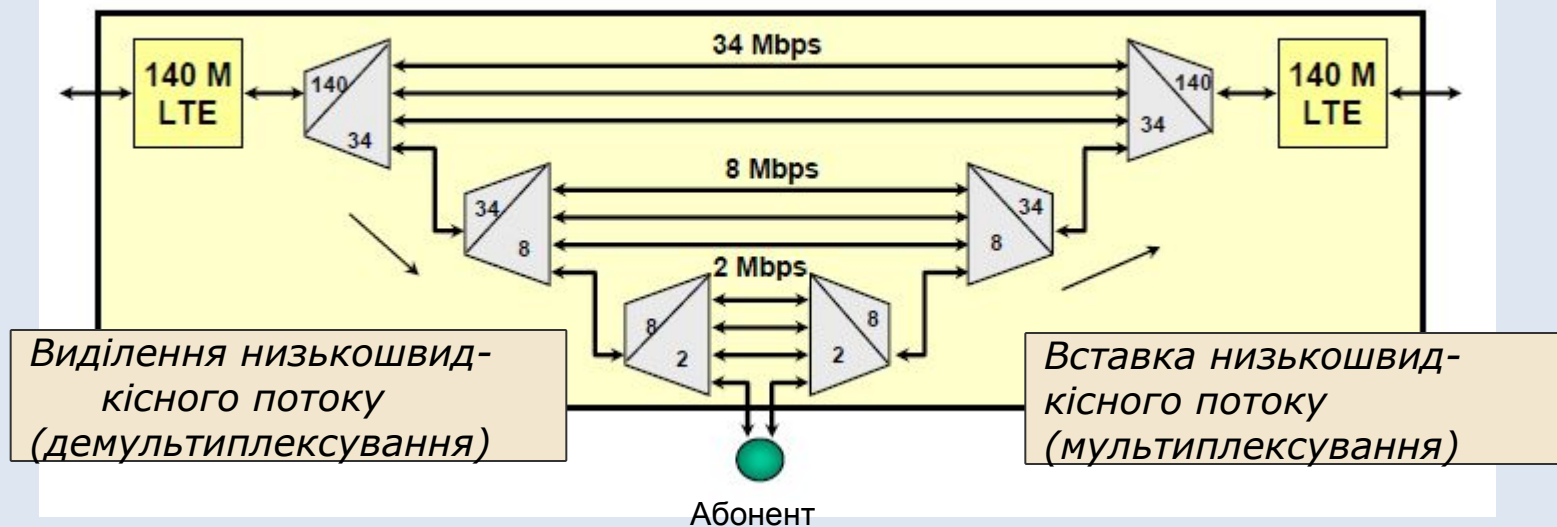 34 Mbps
140 M
LTE
140
34
140
34
140 M
LTE
8 Mbps
34
8
34
8
2 Mbps
8
2
8
2
Виділення низькошвид-
кісного потоку
(демультиплексування)
Вставка низькошвид-
кісного потоку
(мультиплексування)
Абонент